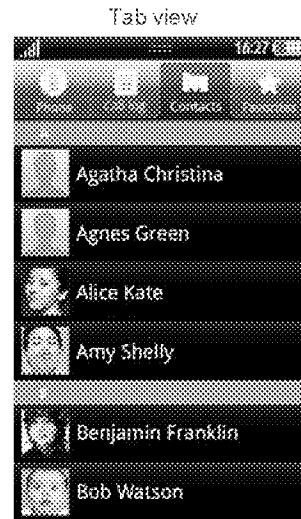 Tab view
16:27
Contacts
Agatha Christina
Agnes Green
Alice Kate
Amy Shelly
Benjamin Franklin
Bob Watson